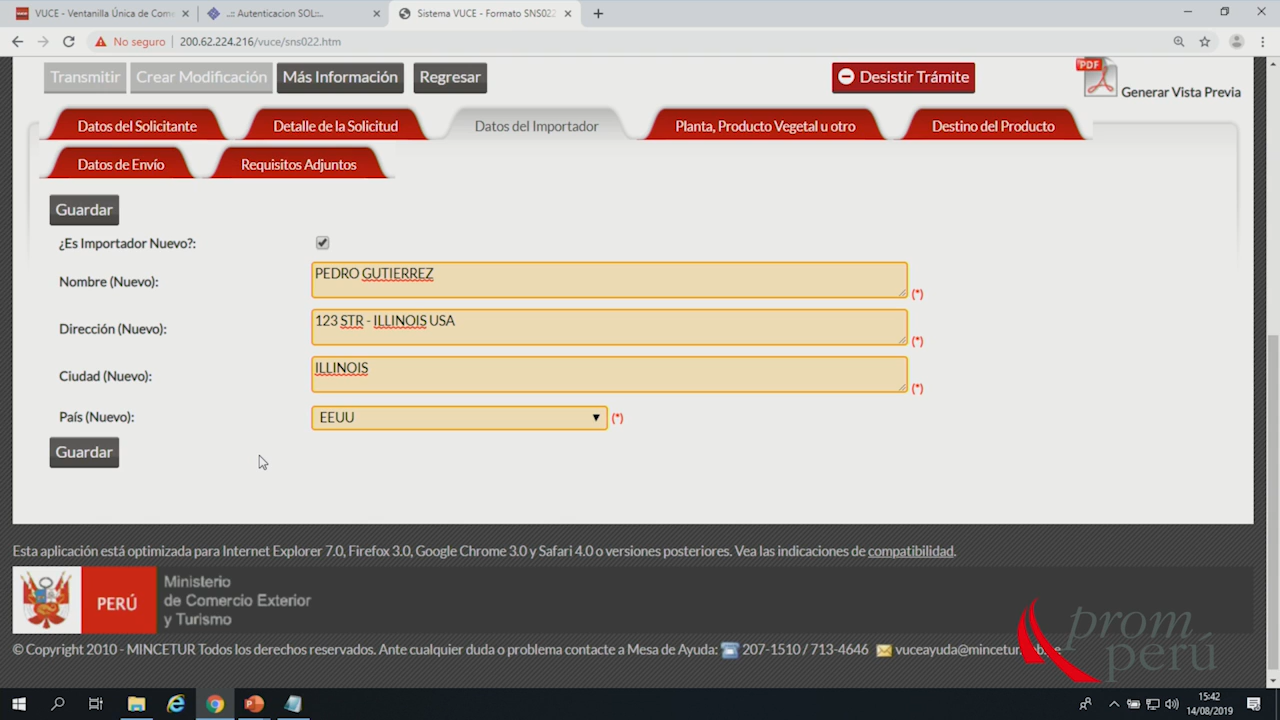 VUCE - Ventanilla Única de Come
..:: Autenticacion SOL::..
Sistema VUCE - Formato SNS022
No seguro
200.62.224.216/vuce/sns022.htm
Transmitir
Crear Modificación
Más Información
Regresar
Desistir Trámite
PDF
Generar Vista Previa
Datos del Solicitante
Detalle de la Solicitud
Datos del Importador
Planta, Producto Vegetal u otro
Destino del Producto
Datos de Envío
Requisitos Adjuntos
Guardar
¿Es Importador Nuevo?:
Nombre (Nuevo):
PEDRO GUTIERREZ
(*)
Dirección (Nuevo):
123 STR - ILLINOIS USA
(*)
Ciudad (Nuevo):
ILLINOIS
(*)
País (Nuevo):
EEUU
(*)
Guardar
Esta aplicación está optimizada para Internet Explorer 7.0, Firefox 3.0, Google Chrome 3.0 y Safari 4.0 o versiones posteriores. Vea las indicaciones de compatibilidad.
PERÚ
Ministerio
de Comercio Exterior
y Turismo
prom
perú
© Copyright 2010 - MINCETUR Todos los derechos reservados. Ante cualquier duda o problema contacte a Mesa de Ayuda: 207-1510 / 713-4646
15:42
14/08/2019